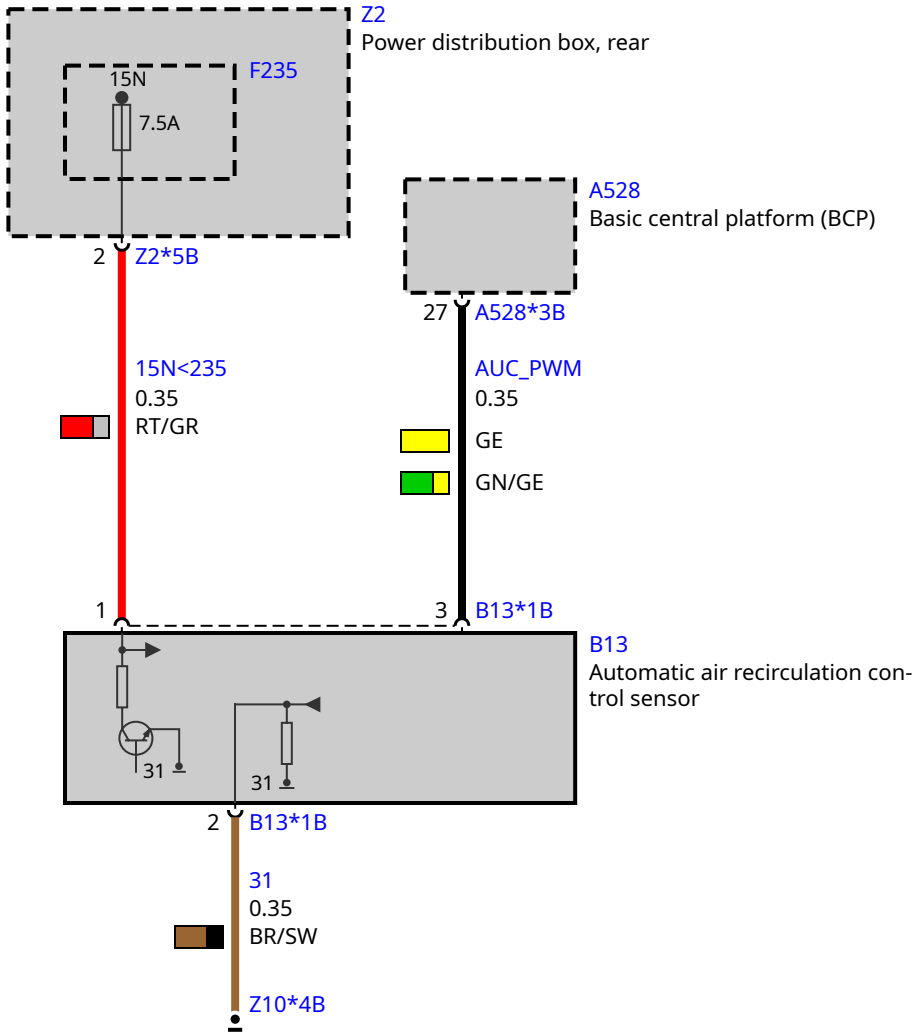 Z2
Power distribution box, rear
F235
15N
7.5A
A528
Basic central platform (BCP)
2 Z2*5B
27 A528*3B
15N<235
0.35
RT/GR
AUC_PWM
0.35
GE
GN/GE
1
3 B13*1B
B13
Automatic air recirculation con-
trol sensor
31
31
2 B13*1B
31
0.35
BR/SW
Z10*4B